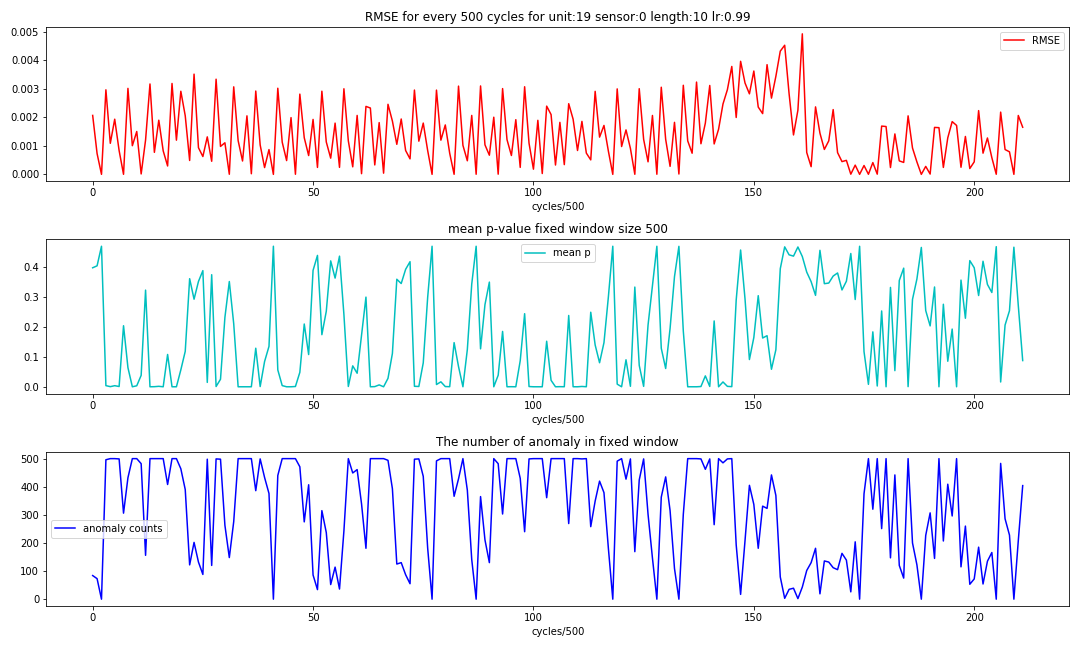 RMSE for every 500 cycles for unit:19 sensor:0 length:10 lr:0.99
0.005
0.004
0.003
0.002
0.001
0.000
RMSE
0 50 100 150 200
cycles/500
mean p-value fixed window size 500
0.4
0.3
0.2
0.1
0.0
mean p
0 50 100 150 200
cycles/500
The number of anomaly in fixed window
500
400
300
200
100
0
anomaly counts
0 50 100 150 200
cycles/500